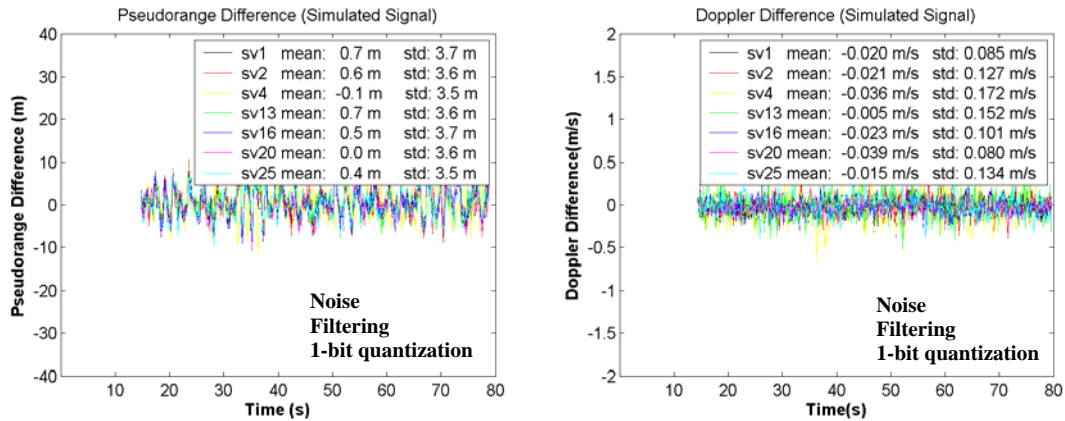 Pseudorange Difference (Simulated Signal)
40
30
20
10
0
-10
-20
-30
-40
Pseudorange Difference (m)
sv1 mean: 0.7 m std: 3.7 m
sv2 mean: 0.6 m std: 3.6 m
sv4 mean: -0.1 m std: 3.5 m
sv13 mean: 0.7 m std: 3.6 m
sv16 mean: 0.5 m std: 3.7 m
sv20 mean: 0.0 m std: 3.6 m
sv25 mean: 0.4 m std: 3.5 m
Noise
Filtering
1-bit quantization
10 20 30 40 50 60 70 80
Time (s)
Doppler Difference (Simulated Signal)
2
1.5
1
0.5
0
-0.5
-1
-1.5
-2
Doppler Difference(m/s)
sv1 mean: -0.020 m/s std: 0.085 m/s
sv2 mean: -0.021 m/s std: 0.127 m/s
sv4 mean: -0.036 m/s std: 0.172 m/s
sv13 mean: -0.005 m/s std: 0.152 m/s
sv16 mean: -0.023 m/s std: 0.101 m/s
sv20 mean: -0.039 m/s std: 0.080 m/s
sv25 mean: -0.015 m/s std: 0.134 m/s
Noise
Filtering
1-bit quantization
10 20 30 40 50 60 70 80
Time(s)